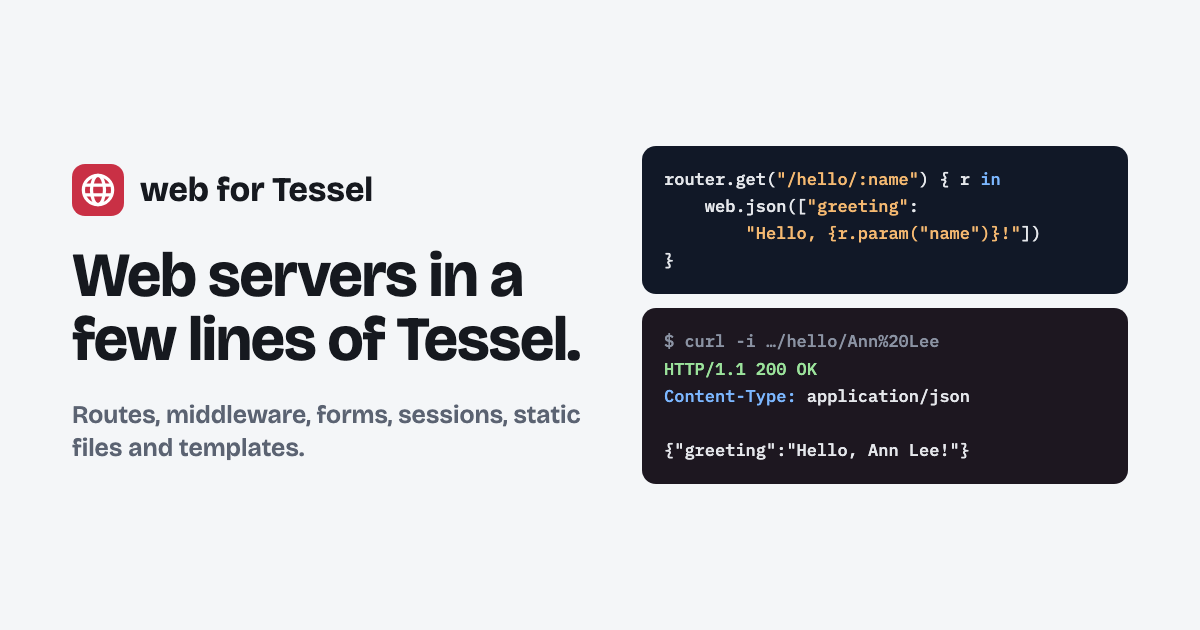 web for Tessel
Web servers in a
few lines of Tessel.
Routes, middleware, forms, sessions, static
files and templates.
router.get("/hello/:name") { r in
    web.json(["greeting":
        "Hello, {r.param("name")}!"])
}
$ curl -i …/hello/Ann%20Lee
HTTP/1.1 200 OK
Content-Type: application/json
{"greeting":"Hello, Ann Lee!"}